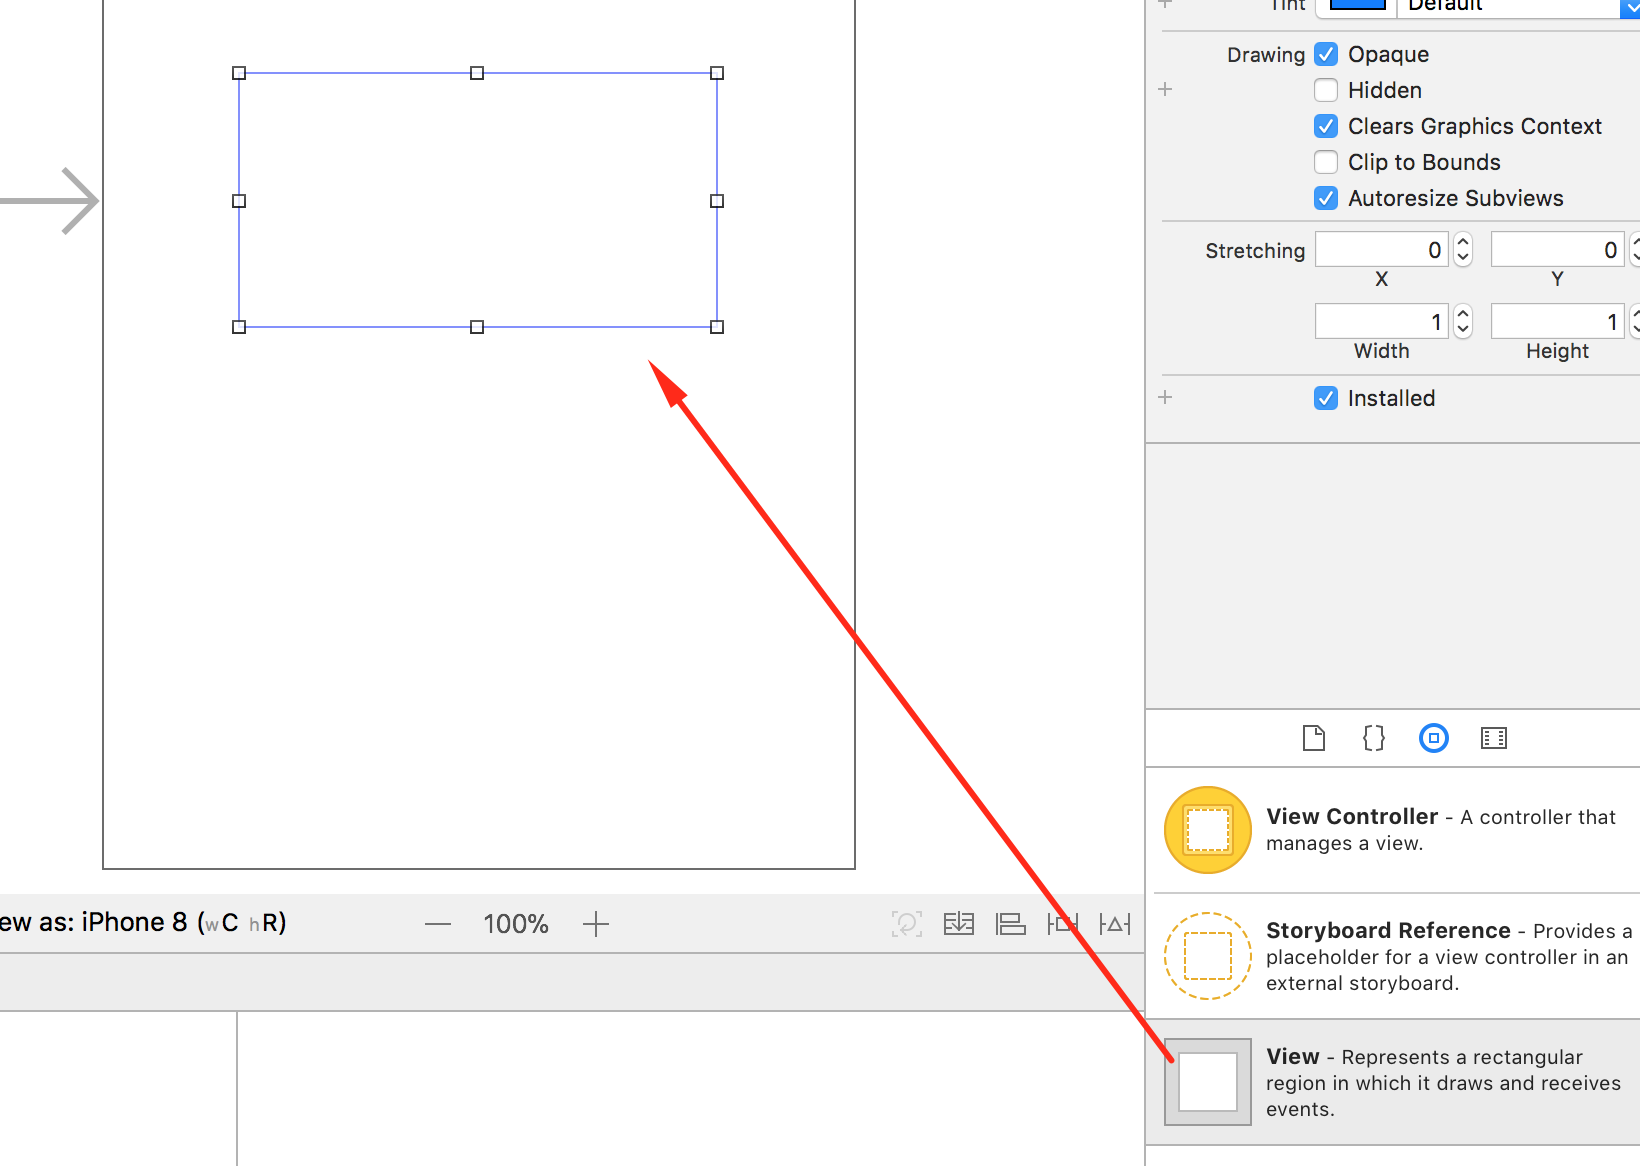 Tint Default
Drawing Opaque
Hidden
Clears Graphics Context
Clip to Bounds
Autoresize Subviews
Stretching 0 0
X Y
1 1
Width Height
Installed
View Controller - A controller that
manages a view.
Storyboard Reference - Provides a
placeholder for a view controller in an
external storyboard.
View - Represents a rectangular
region in which it draws and receives
events.
ew as: iPhone 8 (wC hR)
100%